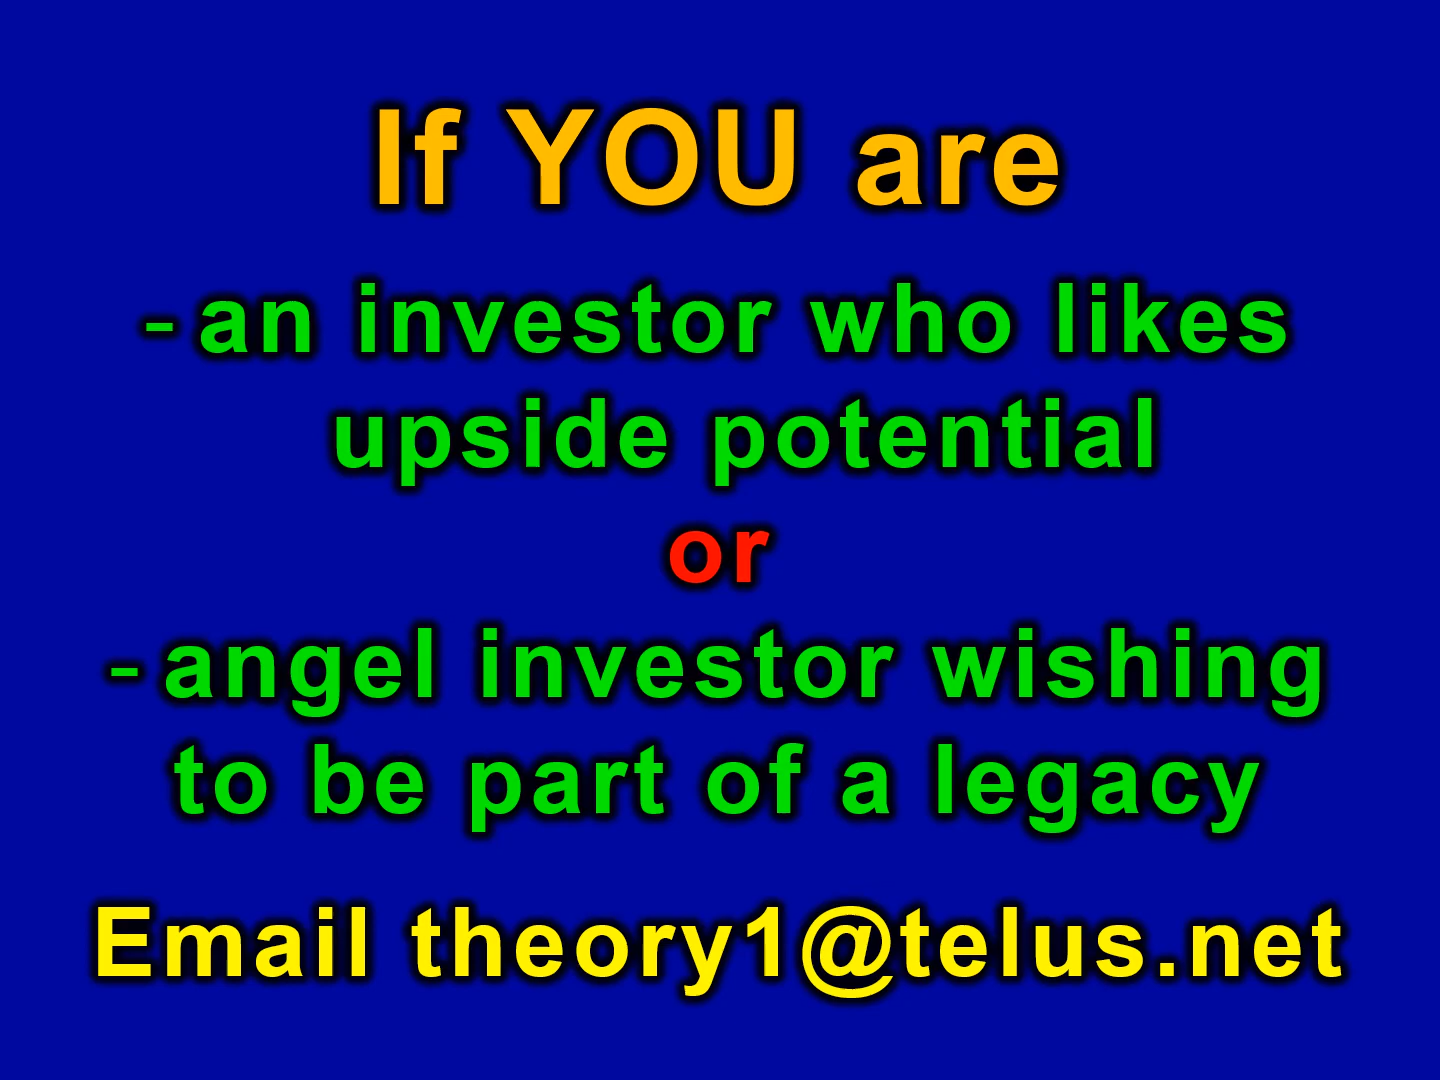 If YOU are
- an investor who likes
upside potential
or
- angel investor wishing
to be part of a legacy
Email theory1@telus.net